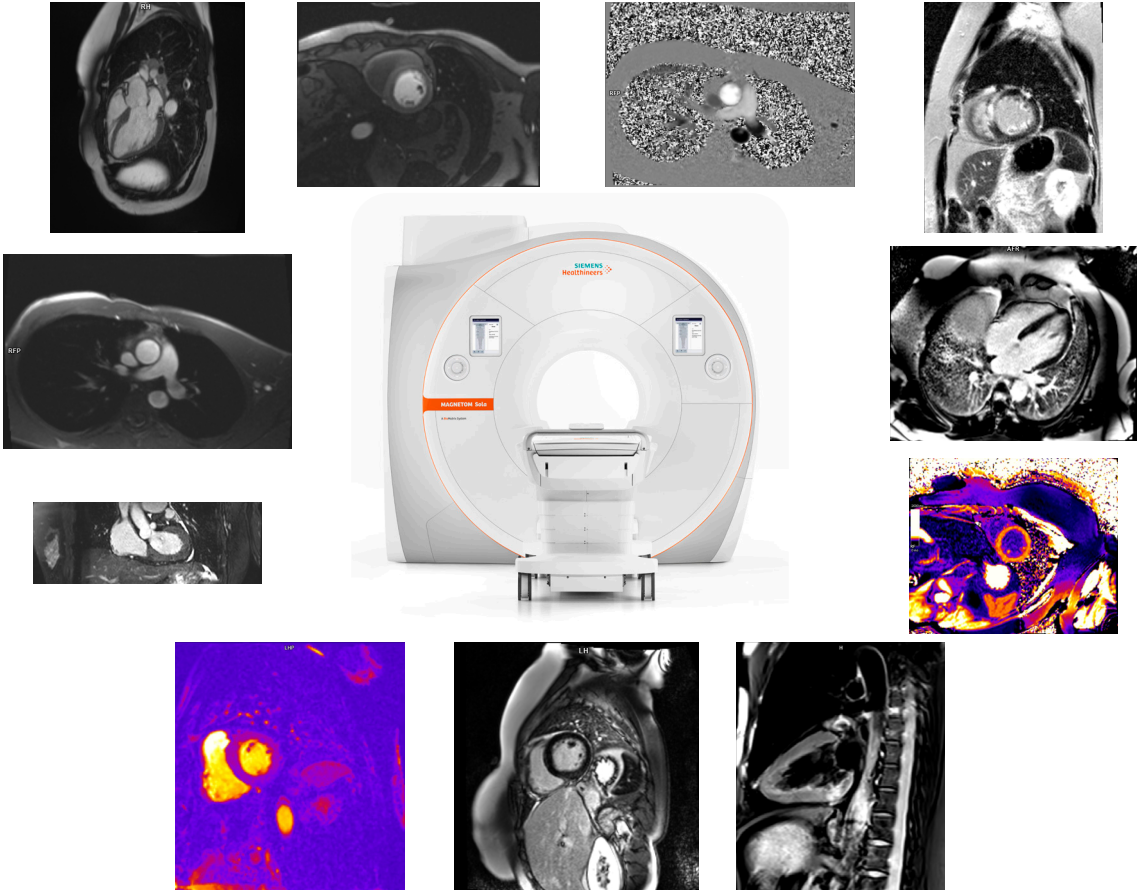 RH
RFP
AFR
SIEMENS
Healthineers
RFP
MAGNETOM Sola
LHP
LH
H